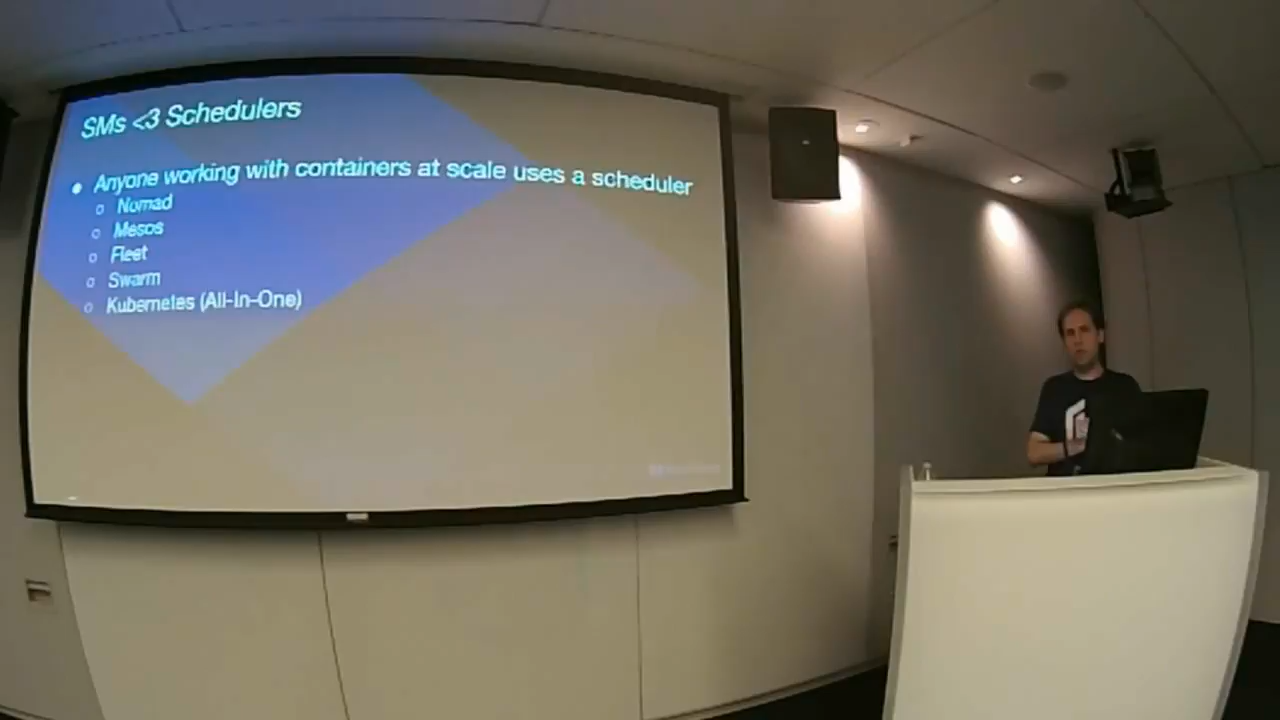 SMs <3 Schedulers
● Anyone working with containers at scale uses a scheduler
○ Nomad
○ Mesos
○ Fleet
○ Swarm
○ Kubernetes (All-In-One)